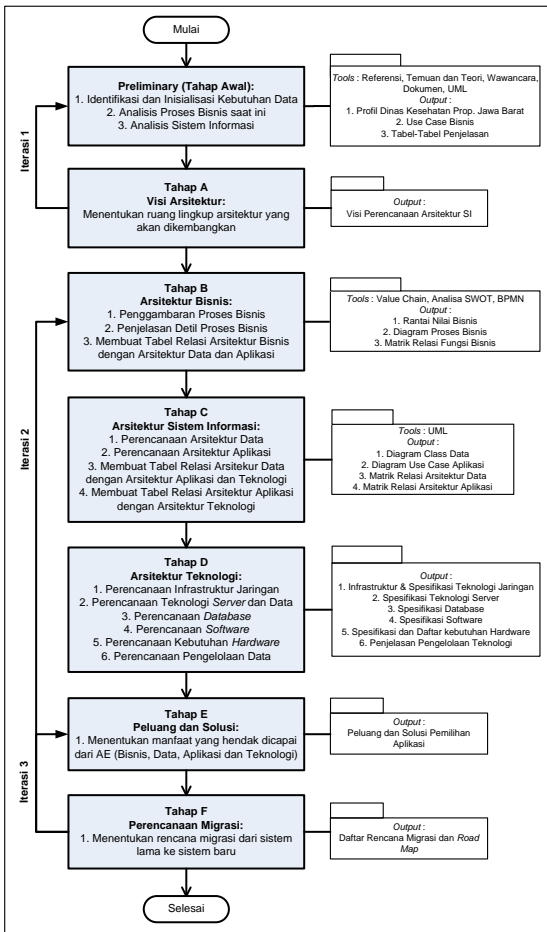 Mulai
Preliminary (Tahap Awal):
1. Identifikasi dan Inisialisasi Kebutuhan Data
2. Analisis Proses Bisnis saat ini
3. Analisis Sistem Informasi
Tools : Referensi, Temuan dan Teori, Wawancara,
Dokumen, UML
Output :
1. Profil Dinas Kesehatan Prop. Jawa Barat
2. Use Case Bisnis
3. Tabel-Tabel Penjelasan
Iterasi 1
Tahap A
Visi Arsitektur:
Menentukan ruang lingkup arsitektur yang
akan dikembangkan
Output :
Visi Perencanaan Arsitektur SI
Tahap B
Arsitektur Bisnis:
1. Penggambaran Proses Bisnis
2. Penjelasan Detil Proses Bisnis
3. Membuat Tabel Relasi Arsitektur Bisnis
dengan Arsitektur Data dan Aplikasi
Tools : Value Chain, Analisa SWOT, BPMN
Output :
1. Rantai Nilai Bisnis
2. Diagram Proses Bisnis
3. Matrik Relasi Fungsi Bisnis
Iterasi 2
Tahap C
Arsitektur Sistem Informasi:
1. Perencanaan Arsitektur Data
2. Perencanaan Arsitektur Aplikasi
3. Membuat Tabel Relasi Arsitekur Data
dengan Arsitektur Aplikasi dan Teknologi
4. Membuat Tabel Relasi Arsitektur Aplikasi
dengan Arsitektur Teknologi
Tools : UML
Output :
1. Diagram Class Data
2. Diagram Use Case Aplikasi
3. Matrik Relasi Arsitektur Data
4. Matrik Relasi Arsitektur Aplikasi
Tahap D
Arsitektur Teknologi:
1. Perencanaan Infrastruktur Jaringan
2. Perencanaan Teknologi Server dan Data
3. Perencanaan Database
4. Perencanaan Software
5. Perencanaan Kebutuhan Hardware
6. Perencanaan Pengelolaan Data
Output :
1. Infrastruktur & Spesifikasi Teknologi Jaringan
2. Spesifikasi Teknologi Server
3. Spesifikasi Database
4. Spesifikasi Software
5. Spesifikasi dan Daftar kebutuhan Hardware
6. Penjelasan Pengelolaan Teknologi
Tahap E
Peluang dan Solusi:
1. Menentukan manfaat yang hendak dicapai
dari AE (Bisnis, Data, Aplikasi dan Teknologi)
Output :
Peluang dan Solusi Pemilihan
Aplikasi
Iterasi 3
Tahap F
Perencanaan Migrasi:
1. Menentukan rencana migrasi dari sistem
lama ke sistem baru
Output :
Daftar Rencana Migrasi dan Road
Map
Selesai